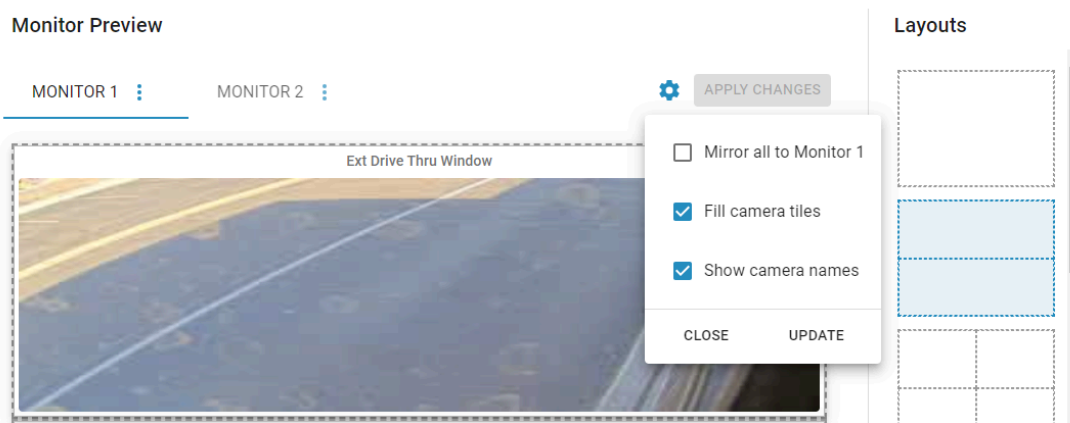 Monitor Preview
Layouts
MONITOR 1
MONITOR 2
APPLY CHANGES
Ext Drive Thru Window
Mirror all to Monitor 1
Fill camera tiles
Show camera names
CLOSE
UPDATE